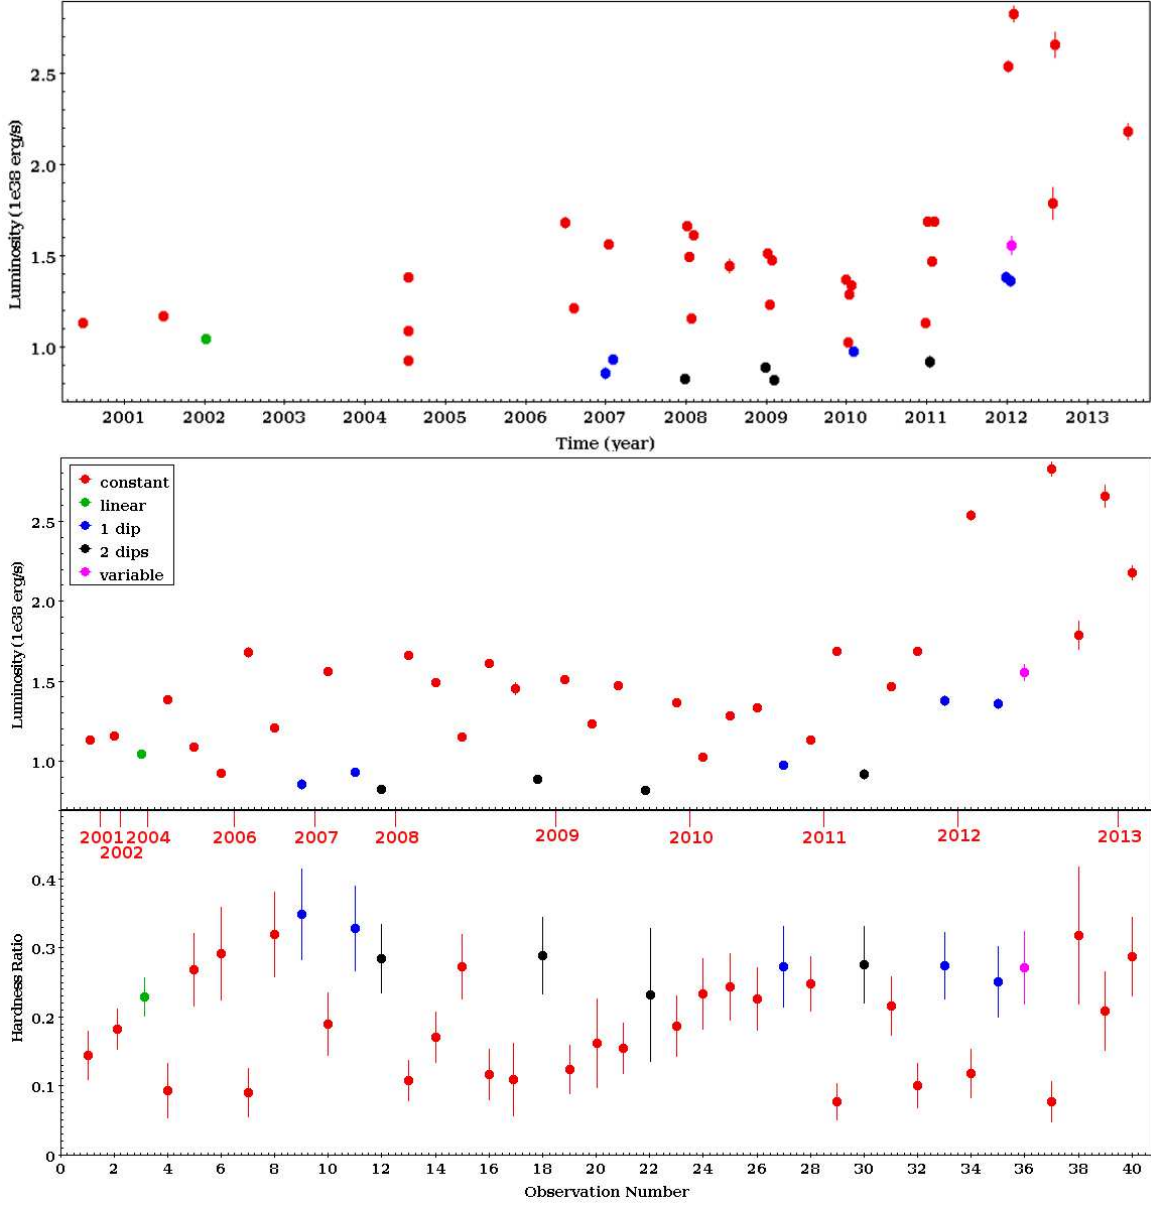 2.5
2.0
1.5
1.0
Luminosity (1e38 erg/s)
2001 2002 2003 2004 2005 2006 2007 2008 2009 2010 2011 2012 2013
Time (year)
constant
linear
1 dip
2 dips
variable
2.5
2.0
1.5
1.0
Luminosity (1e38 erg/s)
2001 2004 2006 2007 2008 2009 2010 2011 2012 2013
2002
0.4
0.3
0.2
0.1
0
Hardness Ratio
0 2 4 6 8 10 12 14 16 18 20 22 24 26 28 30 32 34 36 38 40
Observation Number